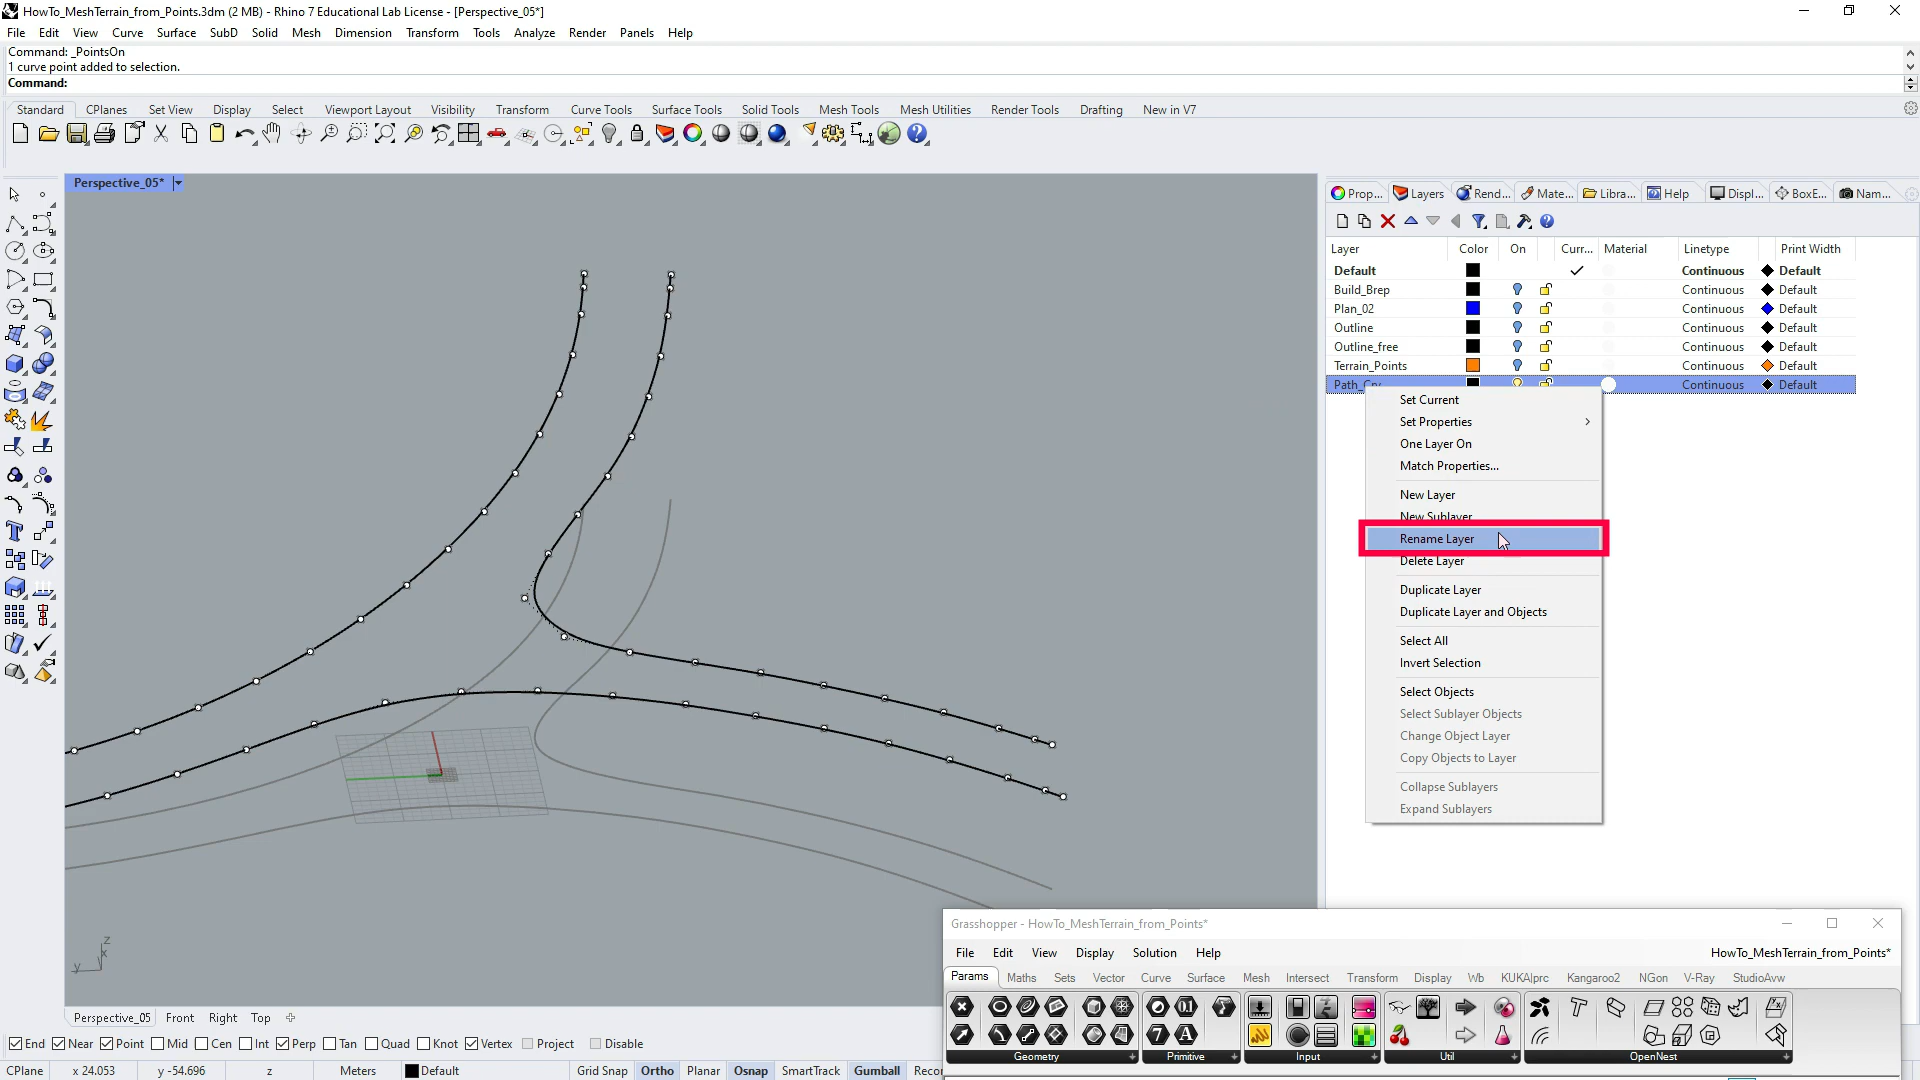 HowTo_MeshTerrain_from_Points.3dm (2 MB) - Rhino 7 Educational Lab License - [Perspective_05*]
File Edit View Curve Surface SubD Solid Mesh Dimension Transform Tools Analyze Render Panels Help
Command: _PointsOn
1 curve point added to selection.
Command:
Standard CPlanes Set View Display Select Viewport Layout Visibility Transform Curve Tools Surface Tools Solid Tools Mesh Tools Mesh Utilities Render Tools Drafting New in V7
Perspective_05*
Prop... Layers Rend... Mate... Libra... Help Displ... BoxE... Nam...
Layer Color On Curr... Material Linetype Print Width
Default Continuous Default
Build_Brep Continuous Default
Plan_02 Continuous Default
Outline Continuous Default
Outline_free Continuous Default
Terrain_Points Continuous Default
Path_Crv Continuous Default
Set Current
Set Properties
One Layer On
Match Properties...
New Layer
New Sublayer
Rename Layer
Delete Layer
Duplicate Layer
Duplicate Layer and Objects
Select All
Invert Selection
Select Objects
Select Sublayer Objects
Change Object Layer
Copy Objects to Layer
Collapse Sublayers
Expand Sublayers
z
x
y
Grasshopper - HowTo_MeshTerrain_from_Points*
File Edit View Display Solution Help HowTo_MeshTerrain_from_Points*
Params Maths Sets Vector Curve Surface Mesh Intersect Transform Display Wb KUKA|prc Kangaroo2 NGon V-Ray StudioAvw
Geometry Primitive Input Util OpenNest
Perspective_05 Front Right Top
End Near Point Mid Cen Int Perp Tan Quad Knot Vertex Project Disable
CPlane x 24.053 y -54.696 z Meters Default Grid Snap Ortho Planar Osnap SmartTrack Gumball Recor